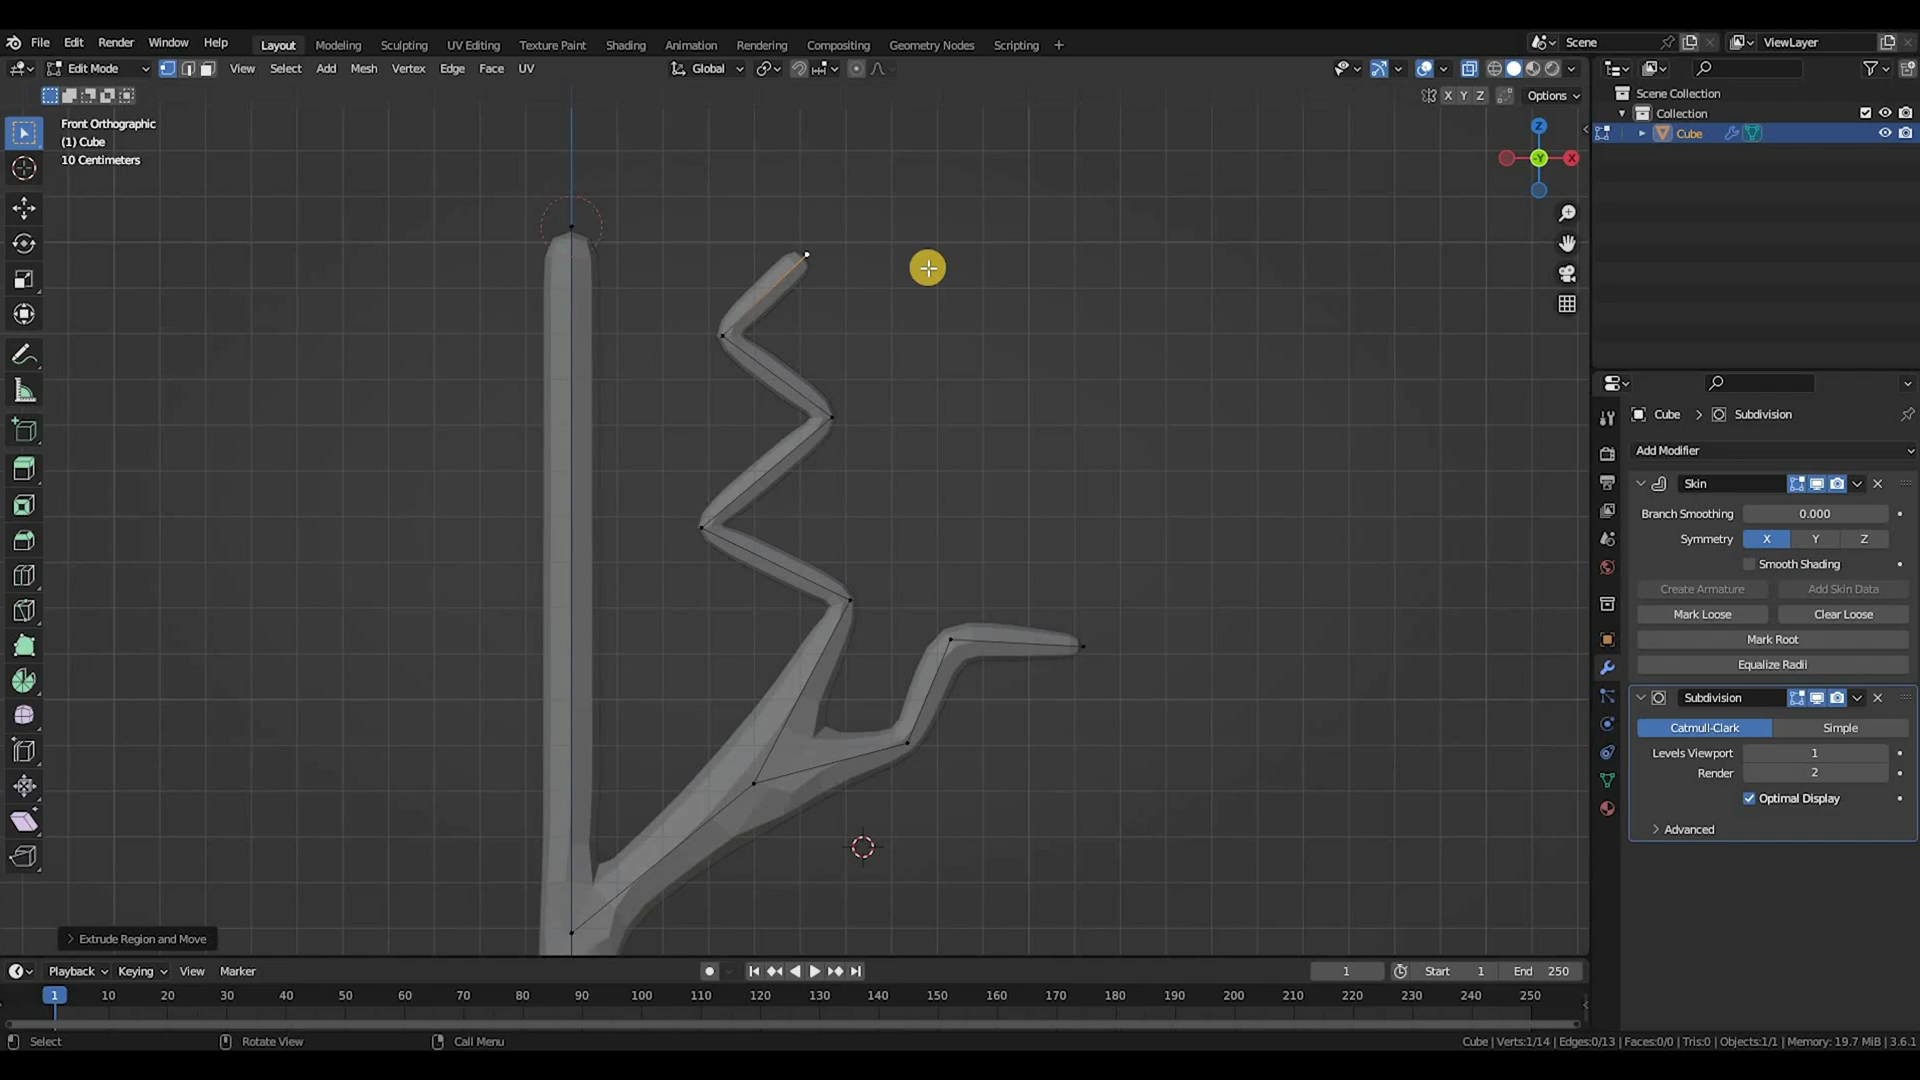 File Edit Render Window Help Layout Modeling Sculpting UV Editing Texture Paint Shading Animation Rendering Compositing Geometry Nodes Scripting + Scene ViewLayer
Edit Mode View Select Add Mesh Vertex Edge Face UV Global
X Y Z Options
Scene Collection
Collection
Cube
Front Orthographic
(1) Cube
10 Centimeters
Z
-Y X
Cube > Subdivision
Add Modifier
Skin
Branch Smoothing 0.000
Symmetry X Y Z
Smooth Shading
Create Armature Add Skin Data
Mark Loose Clear Loose
Mark Root
Equalize Radii
Subdivision
Catmull-Clark Simple
Levels Viewport 1
Render 2
Optimal Display
> Advanced
> Extrude Region and Move
Playback Keying View Marker 1 Start 1 End 250
1 10 20 30 40 50 60 70 80 90 100 110 120 130 140 150 160 170 180 190 200 210 220 230 240 250
Select Rotate View Call Menu Cube | Verts:1/14 | Edges:0/13 | Faces:0/0 | Tris:0 | Objects:1/1 | Memory: 19.7 MiB | 3.6.1